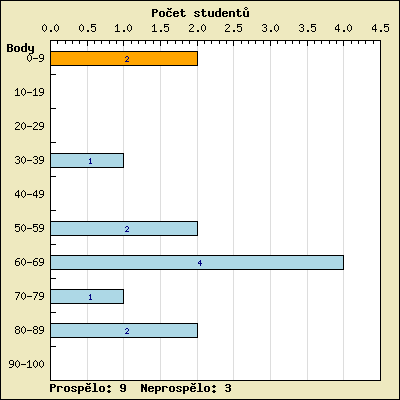 Počet studentů
0.0 0.5 1.0 1.5 2.0 2.5 3.0 3.5 4.0 4.5
Body
0-9 2
10-19
20-29
30-39 1
40-49
50-59 2
60-69 4
70-79 1
80-89 2
90-100
Prospělo: 9 Neprospělo: 3